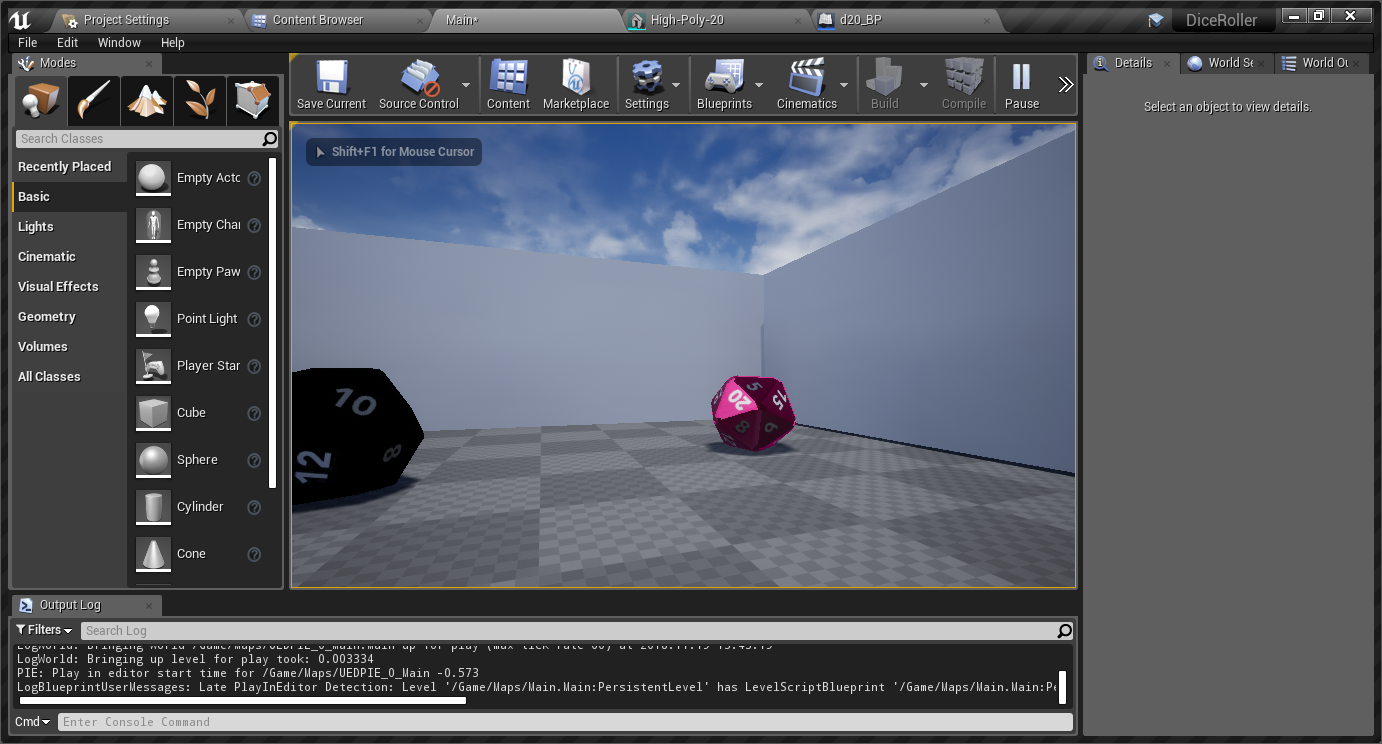 Project Settings
Content Browser
Main*
High-Poly-20
d20_BP
DiceRoller
File Edit Window Help
Modes
Save Current
Source Control
Content
Marketplace
Settings
Blueprints
Cinematics
Build
Compile
Pause
Search Classes
Recently Placed
Basic
Lights
Cinematic
Visual Effects
Geometry
Volumes
All Classes
Empty Acto
Empty Char
Empty Paw
Point Light
Player Star
Cube
Sphere
Cylinder
Cone
Shift+F1 for Mouse Cursor
10
12
8
5
20
15
8
6
Details
World Se
World Ou
Select an object to view details.
Output Log
Filters
Search Log
LogWorld: Bringing up level for play took: 0.003334
PIE: Play in editor start time for /Game/Maps/UEDPIE_0_Main -0.573
LogBlueprintUserMessages: Late PlayInEditor Detection: Level '/Game/Maps/Main.Main:PersistentLevel' has LevelScriptBlueprint '/Game/Maps/Main.Main:Pe
Cmd
Enter Console Command